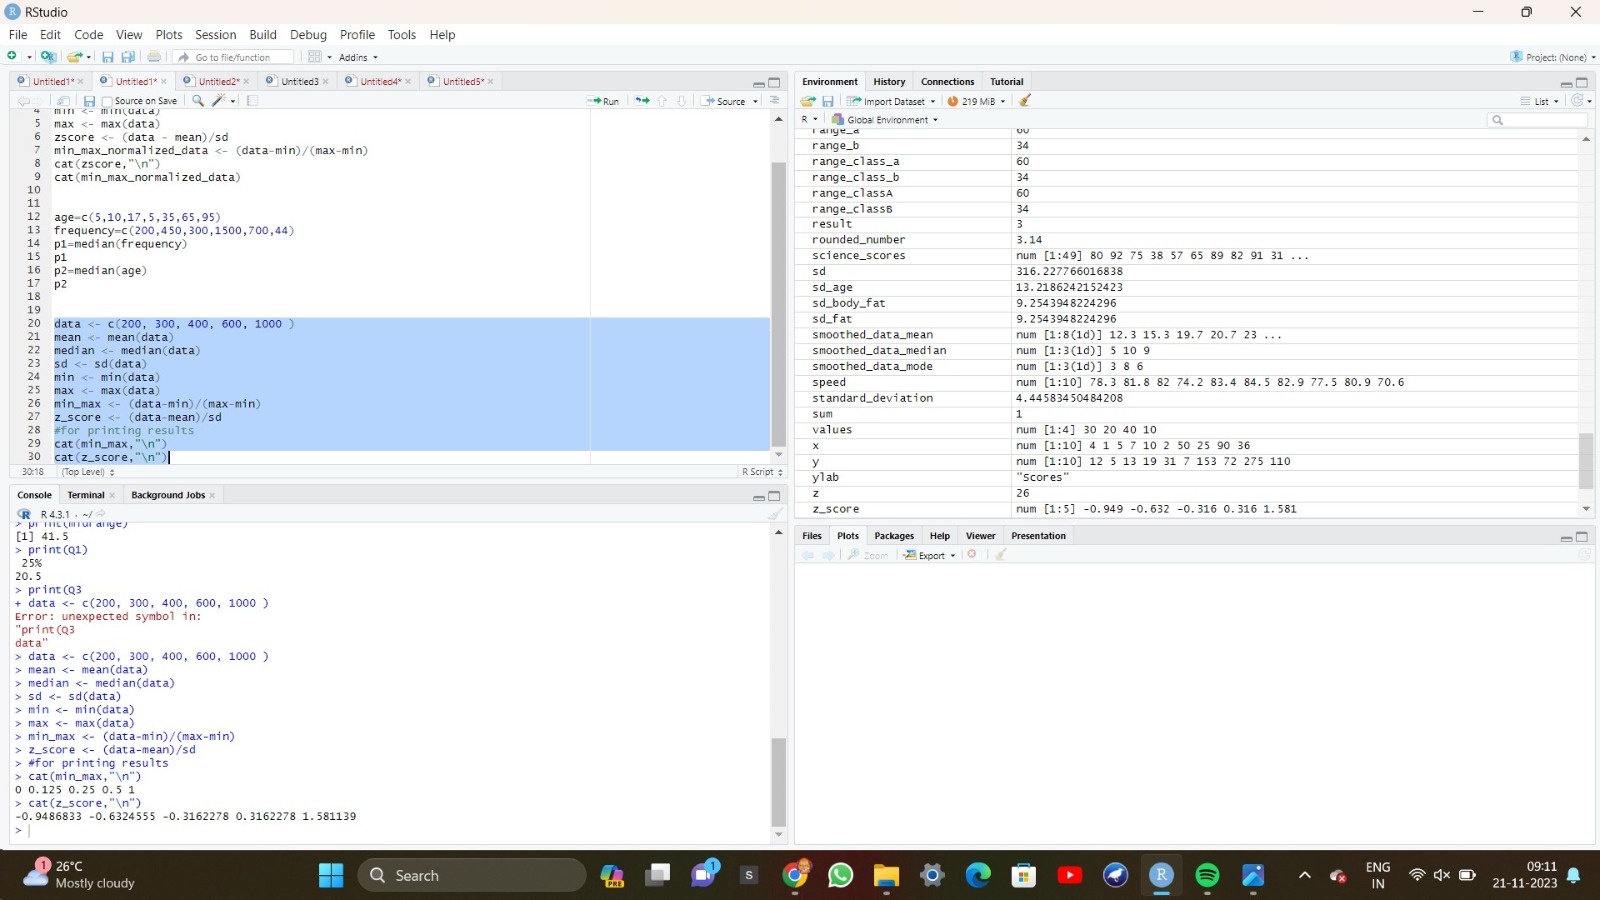 RStudio
File Edit Code View Plots Session Build Debug Profile Tools Help
Go to file/function Addins Project: (None)
Untitled1* Untitled1* Untitled2* Untitled3 Untitled4* Untitled5*
Source on Save Run Source
4 min <- min(data)
5 max <- max(data)
6 zscore <- (data - mean)/sd
7 min_max_normalized_data <- (data-min)/(max-min)
8 cat(zscore,"\n")
9 cat(min_max_normalized_data)
10
11
12 age=c(5,10,17,5,35,65,95)
13 frequency=c(200,450,300,1500,700,44)
14 p1=median(frequency)
15 p1
16 p2=median(age)
17 p2
18
19
20 data <- c(200, 300, 400, 600, 1000 )
21 mean <- mean(data)
22 median <- median(data)
23 sd <- sd(data)
24 min <- min(data)
25 max <- max(data)
26 min_max <- (data-min)/(max-min)
27 z_score <- (data-mean)/sd
28 #for printing results
29 cat(min_max,"\n")
30 cat(z_score,"\n")
30:18 (Top Level) R Script
Console Terminal Background Jobs
R 4.3.1 · ~/
> print(midrange)
[1] 41.5
> print(Q1)
25%
20.5
> print(Q3
+ data <- c(200, 300, 400, 600, 1000 )
Error: unexpected symbol in:
"print(Q3
data"
> data <- c(200, 300, 400, 600, 1000 )
> mean <- mean(data)
> median <- median(data)
> sd <- sd(data)
> min <- min(data)
> max <- max(data)
> min_max <- (data-min)/(max-min)
> z_score <- (data-mean)/sd
> #for printing results
> cat(min_max,"\n")
0 0.125 0.25 0.5 1
> cat(z_score,"\n")
-0.9486833 -0.6324555 -0.3162278 0.3162278 1.581139
>
Environment History Connections Tutorial
Import Dataset 219 MiB List
R Global Environment
range_a 60
range_b 34
range_class_a 60
range_class_b 34
range_classA 60
range_classB 34
result 3
rounded_number 3.14
science_scores num [1:49] 80 92 75 38 57 65 89 82 91 31 ...
sd 316.227766016838
sd_age 13.2186242152423
sd_body_fat 9.2543948224296
sd_fat 9.2543948224296
smoothed_data_mean num [1:8(1d)] 12.3 15.3 19.7 20.7 23 ...
smoothed_data_median num [1:3(1d)] 5 10 9
smoothed_data_mode num [1:3(1d)] 3 8 6
speed num [1:10] 78.3 81.8 82 74.2 83.4 84.5 82.9 77.5 80.9 70.6
standard_deviation 4.44583450484208
sum 1
values num [1:4] 30 20 40 10
x num [1:10] 4 1 5 7 10 2 50 25 90 36
y num [1:10] 12 5 13 19 31 7 153 72 275 110
ylab "Scores"
z 26
z_score num [1:5] -0.949 -0.632 -0.316 0.316 1.581
Files Plots Packages Help Viewer Presentation
Zoom Export
1 26°C
Mostly cloudy
Search
PRE
1
S
R
ENG
IN
09:11
21-11-2023